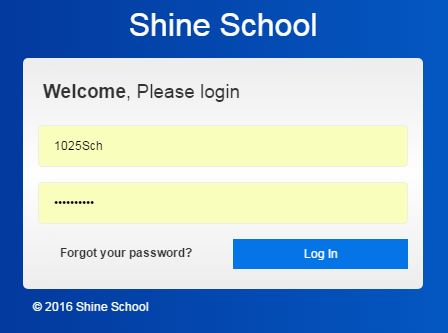 Shine School
Welcome, Please login
1025Sch
••••••••••
Forgot your password?
Log In
© 2016 Shine School